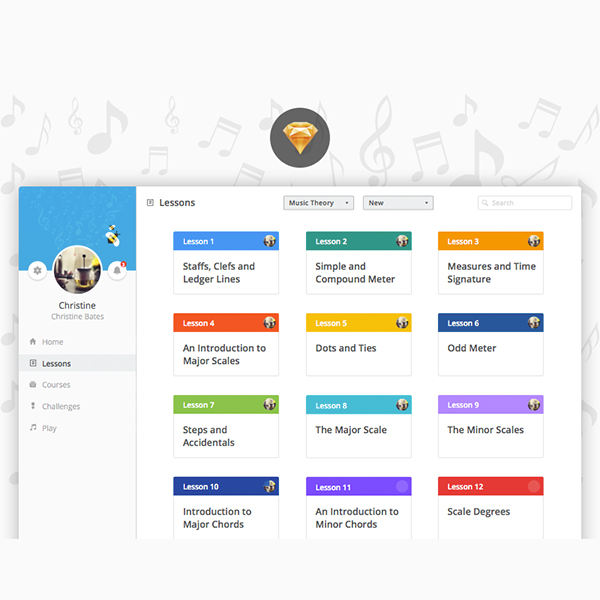 Lessons
Music Theory
New
Search
Christine
Christine Bates
Home
Lessons
Courses
Challenges
Play
Lesson 1
Staffs, Clefs and
Ledger Lines
Lesson 2
Simple and
Compound Meter
Lesson 3
Measures and Time
Signature
Lesson 4
An Introduction to
Major Scales
Lesson 5
Dots and Ties
Lesson 6
Odd Meter
Lesson 7
Steps and
Accidentals
Lesson 8
The Major Scale
Lesson 9
The Minor Scales
Lesson 10
Introduction to
Major Chords
Lesson 11
An Introduction to
Minor Chords
Lesson 12
Scale Degrees